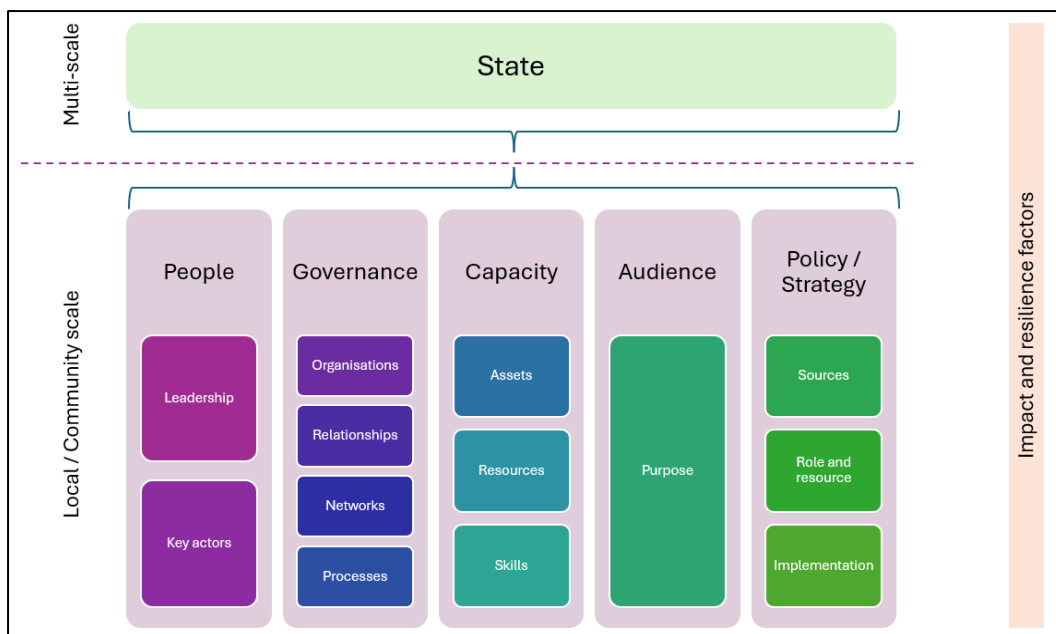 Multi-scale
State
Local / Community scale
People
Leadership
Key actors
Governance
Organisations
Relationships
Networks
Processes
Capacity
Assets
Resources
Skills
Audience
Purpose
Policy /
Strategy
Sources
Role and
resource
Implementation
Impact and resilience factors